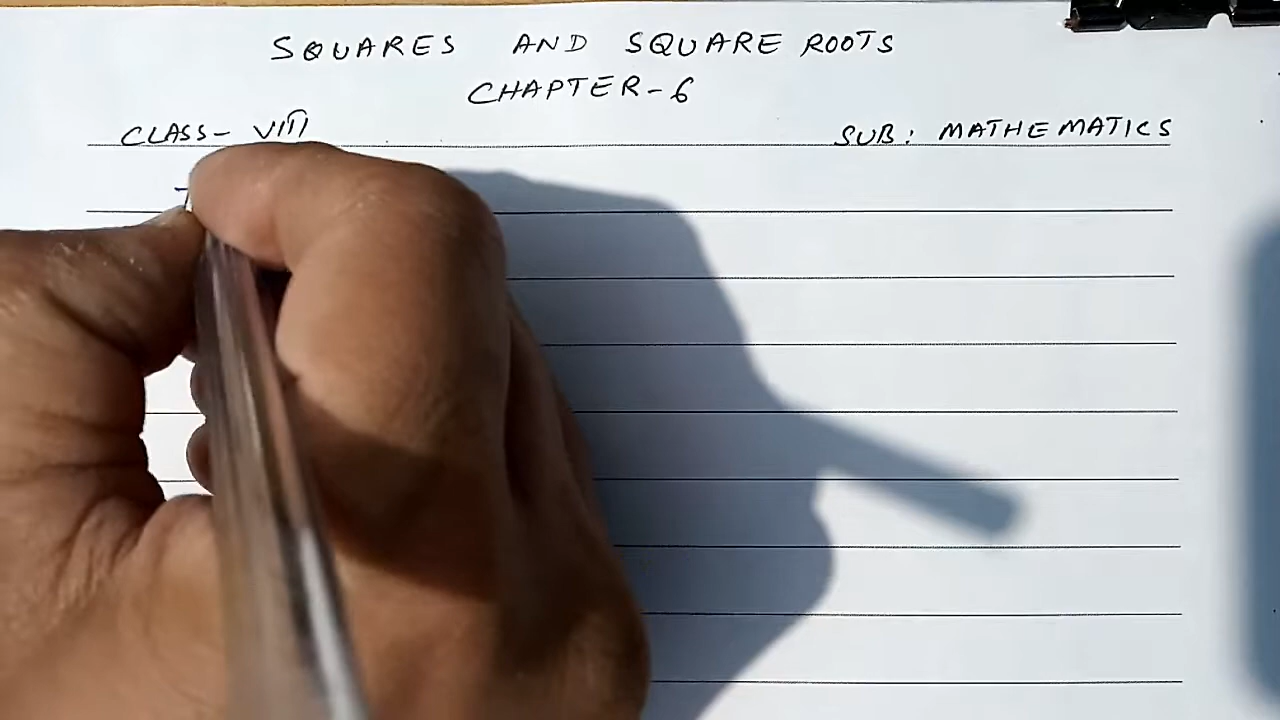 SQUARES AND SQUARE ROOTS
CHAPTER-6
CLASS- VIII
SUB: MATHEMATICS